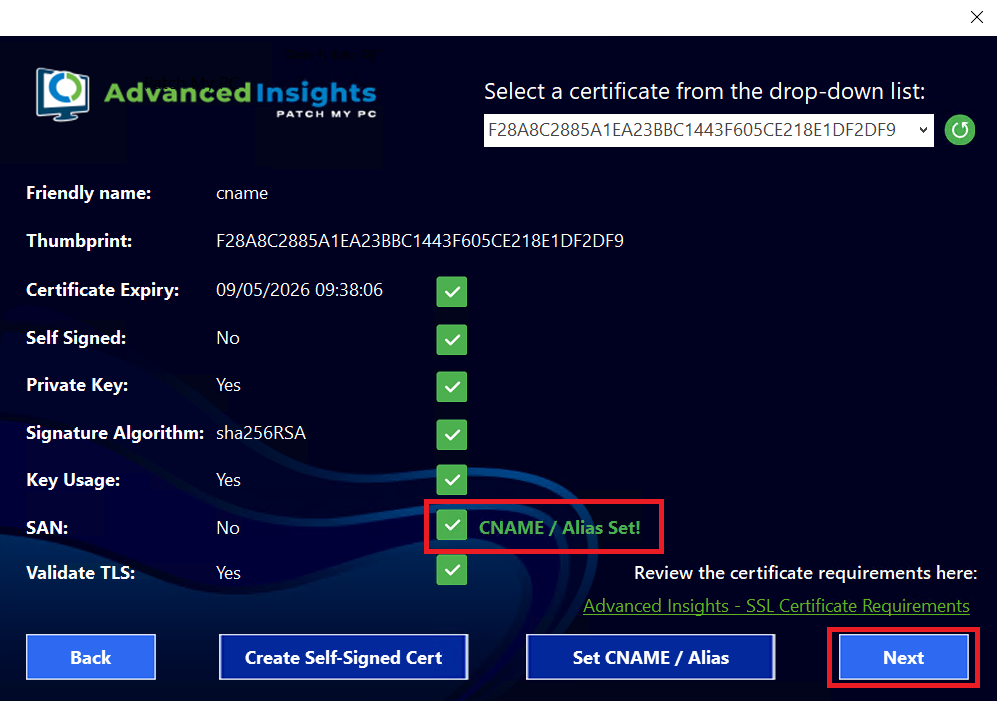 Advanced Insights
PATCH MY PC
Select a certificate from the drop-down list:
F28A8C2885A1EA23BBC1443F605CE218E1DF2DF9
Friendly name: cname
Thumbprint: F28A8C2885A1EA23BBC1443F605CE218E1DF2DF9
Certificate Expiry: 09/05/2026 09:38:06
Self Signed: No
Private Key: Yes
Signature Algorithm: sha256RSA
Key Usage: Yes
SAN: No CNAME / Alias Set!
Validate TLS: Yes
Review the certificate requirements here:
Advanced Insights - SSL Certificate Requirements
Back Create Self-Signed Cert Set CNAME / Alias Next